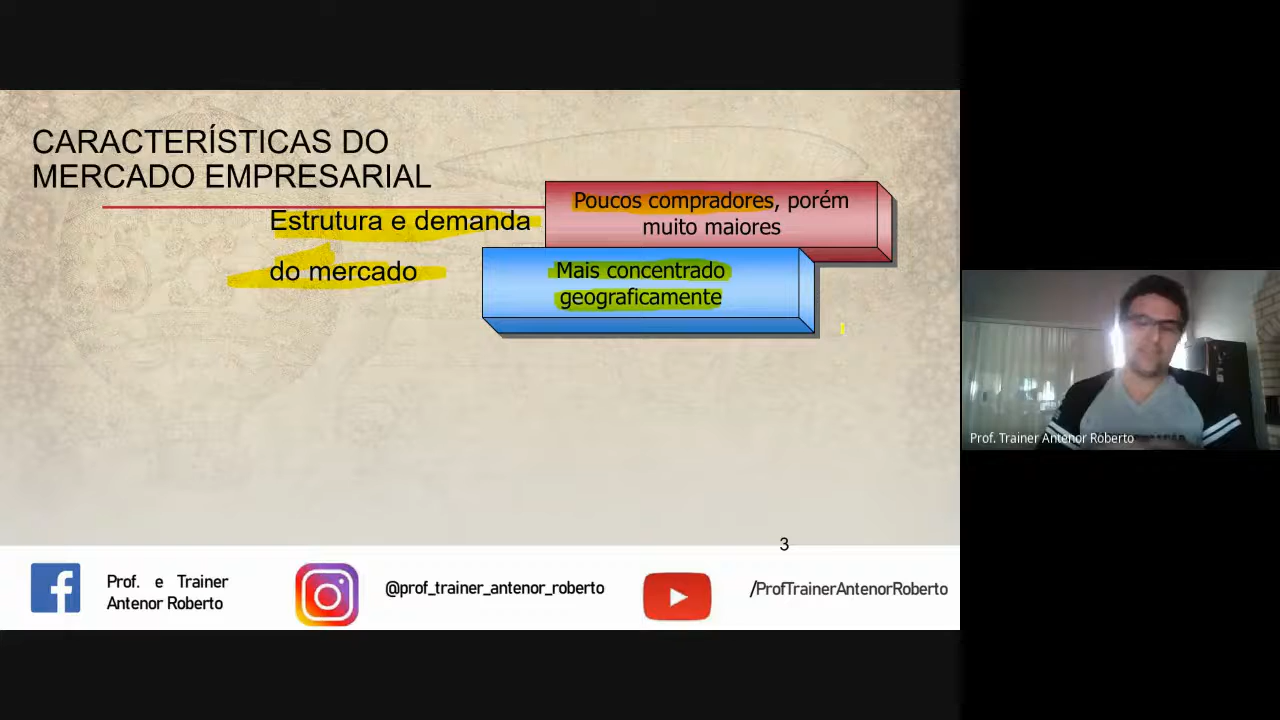 CARACTERÍSTICAS DO
MERCADO EMPRESARIAL
Estrutura e demanda
do mercado
Poucos compradores, porém
muito maiores
Mais concentrado
geograficamente
3
Prof. e Trainer
Antenor Roberto
@prof_trainer_antenor_roberto
/ProfTrainerAntenorRoberto
Prof. Trainer Antenor Roberto